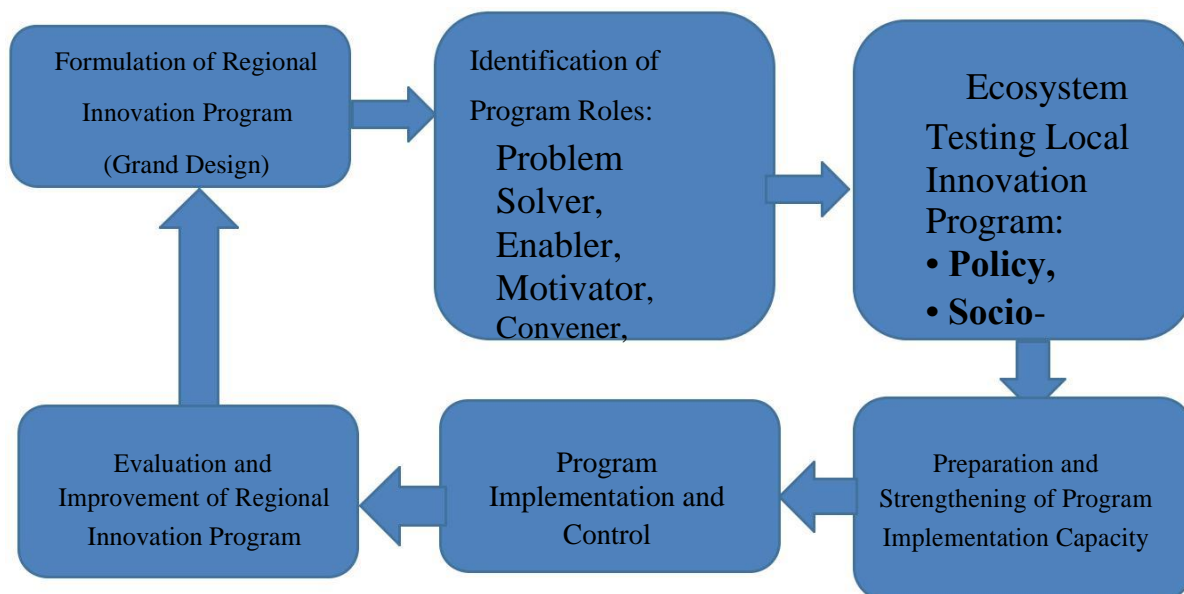 Formulation of Regional
Innovation Program
(Grand Design)
Identification of
Program Roles:
Problem
Solver,
Enabler,
Motivator,
Convener,
Ecosystem
Testing Local
Innovation
Program:
• Policy,
• Socio-
Preparation and
Strengthening of Program
Implementation Capacity
Program
Implementation and
Control
Evaluation and
Improvement of Regional
Innovation Program